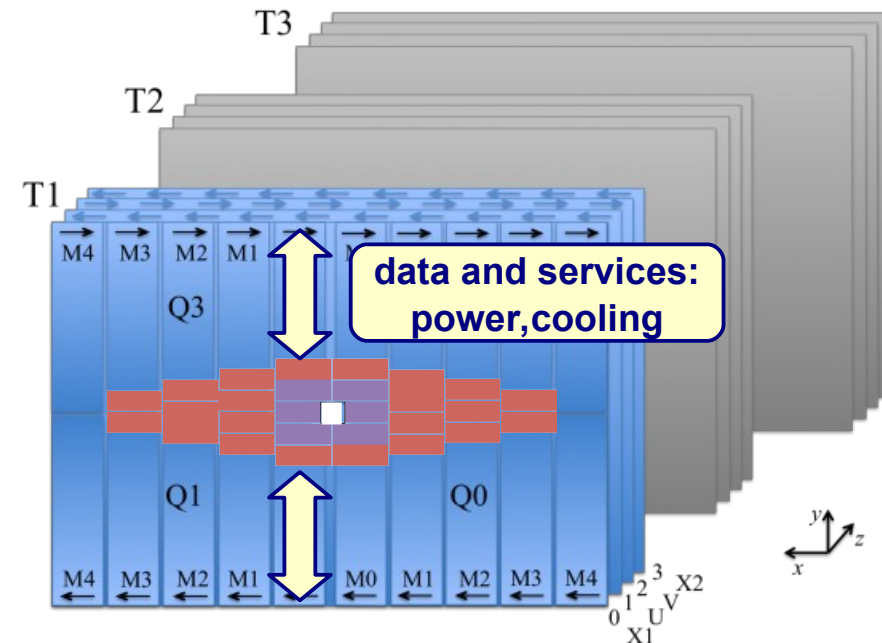 T3
T2
T1
M4 M3 M2 M1
data and services:
power,cooling
Q3
Q1 Q0
M4 M3 M2 M1 M0 M1 M2 M3 M4
0 1 2 3
X1 U V X2
y
z
x